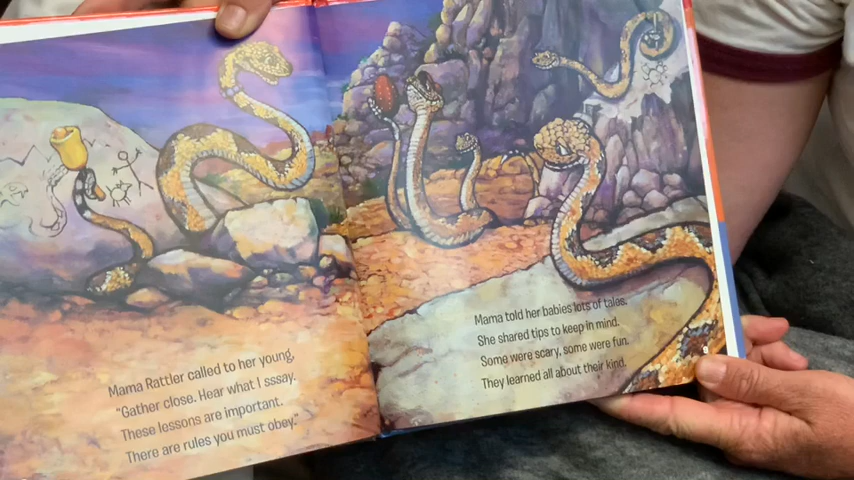 Mama Rattler called to her young,
"Gather close. Hear what I sssay.
These lessons are important.
There are rules you must obey."
Mama told her babies lots of tales.
She shared tips to keep in mind.
Some were scary, some were fun.
They learned all about their kind.